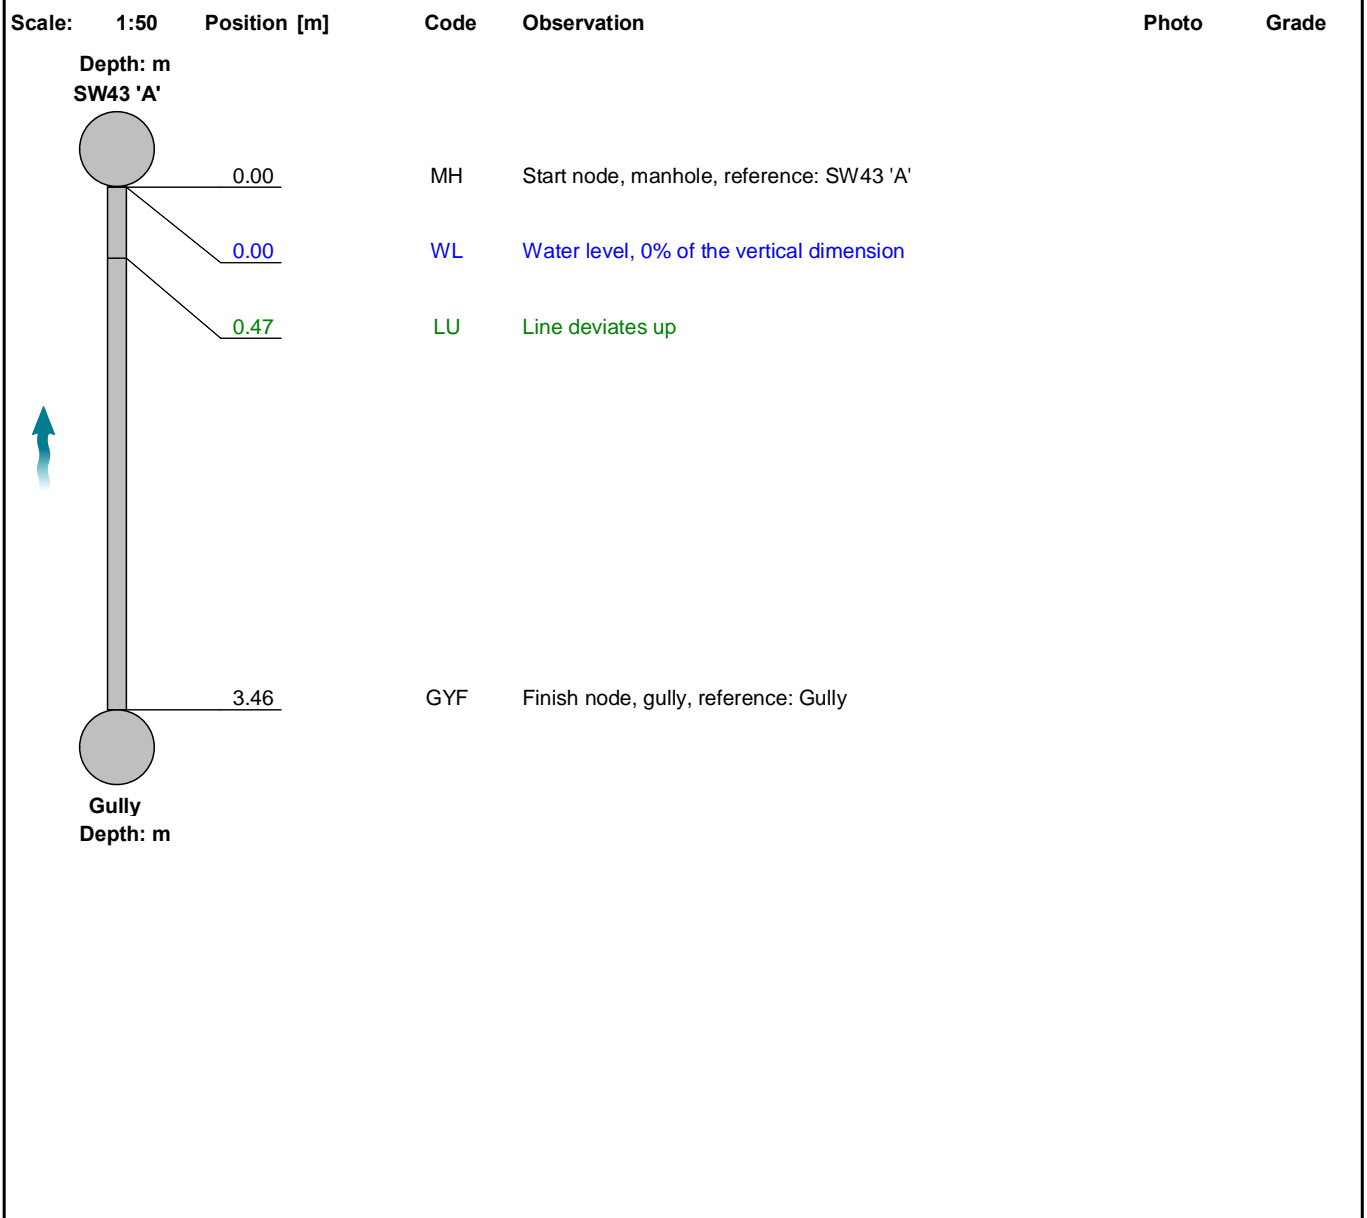 Scale: 1:50 Position [m] Code Observation Photo Grade
Depth: m
SW43 'A'
0.00 MH Start node, manhole, reference: SW43 'A'
0.00 WL Water level, 0% of the vertical dimension
0.47 LU Line deviates up
3.46 GYF Finish node, gully, reference: Gully
Gully
Depth: m